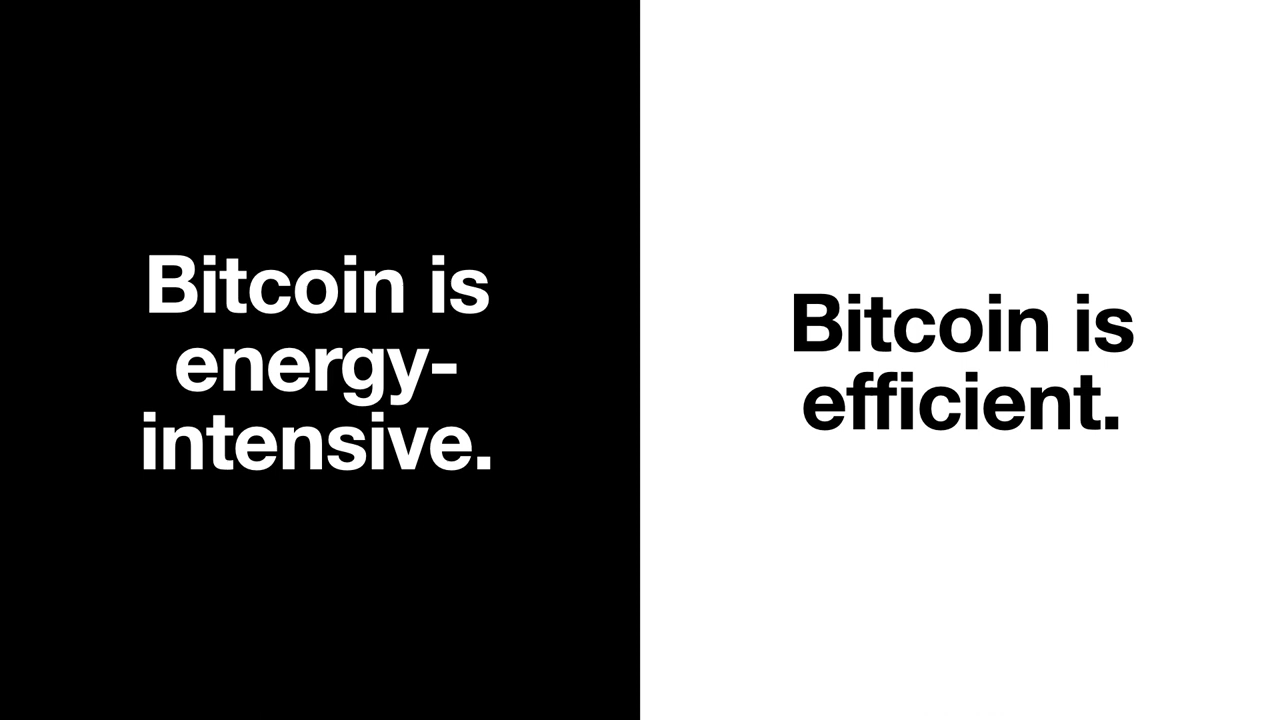 Bitcoin is
energy-
intensive.
Bitcoin is
efficient.